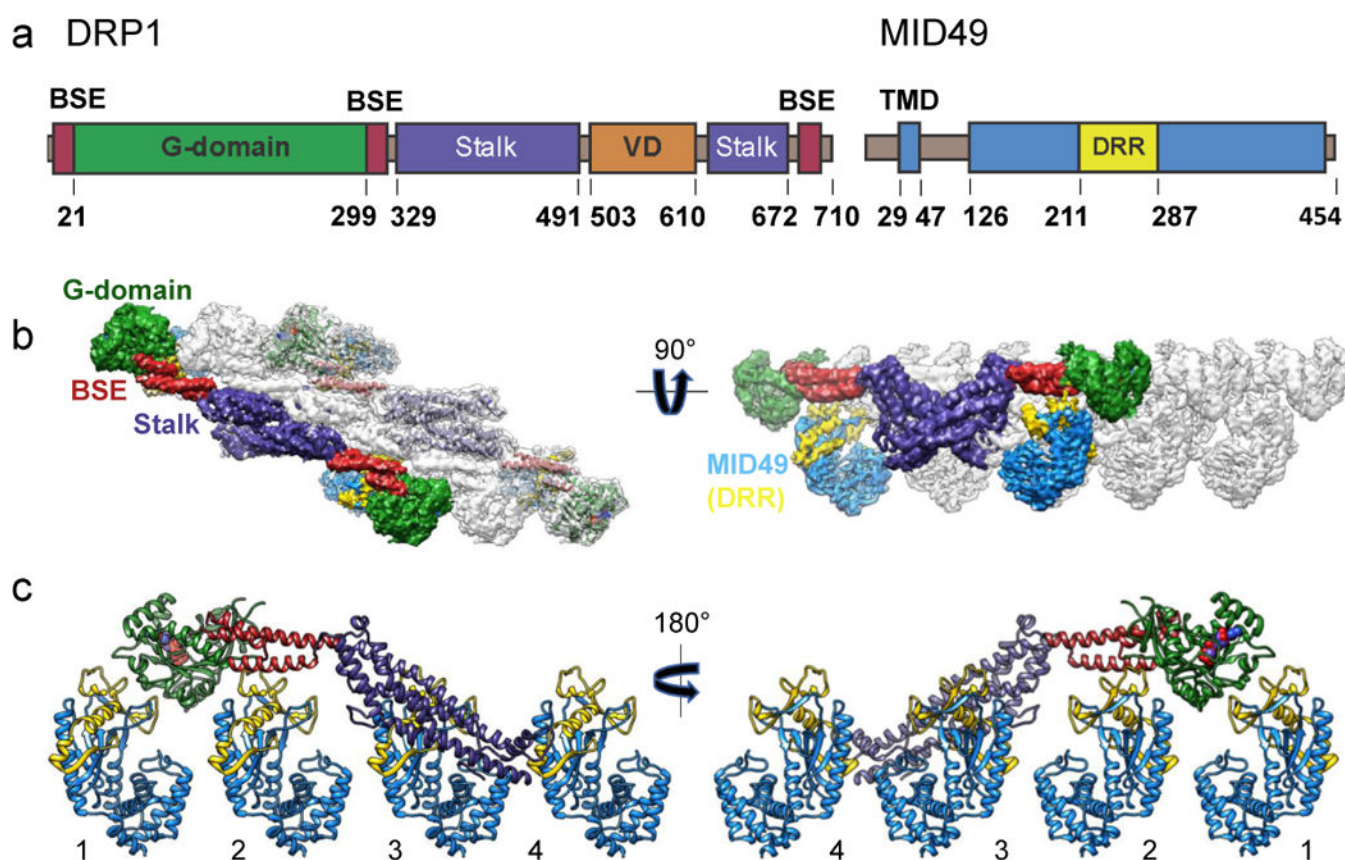 a DRP1 MID49
BSE BSE BSE TMD
G-domain Stalk VD Stalk DRR
21 299 329 491 503 610 672 710 29 47 126 211 287 454
b
G-domain
BSE
Stalk
90°
MID49
(DRR)
c
180°
1 2 3 4 4 3 2 1